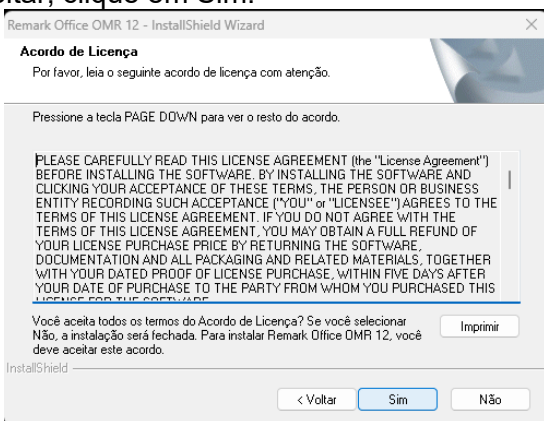 itar, clique em Sim.
Remark Office OMR 12 - InstallShield Wizard
Acordo de Licença
Por favor, leia o seguinte acordo de licença com atenção.
Pressione a tecla PAGE DOWN para ver o resto do acordo.
PLEASE CAREFULLY READ THIS LICENSE AGREEMENT (the "License Agreement")
BEFORE INSTALLING THE SOFTWARE. BY INSTALLING THE SOFTWARE AND
CLICKING YOUR ACCEPTANCE OF THESE TERMS, THE PERSON OR BUSINESS
ENTITY RECORDING SUCH ACCEPTANCE ("YOU" or "LICENSEE") AGREES TO THE
TERMS OF THIS LICENSE AGREEMENT. IF YOU DO NOT AGREE WITH THE
TERMS OF THIS LICENSE AGREEMENT, YOU MAY OBTAIN A FULL REFUND OF
YOUR LICENSE PURCHASE PRICE BY RETURNING THE SOFTWARE,
DOCUMENTATION AND ALL PACKAGING AND RELATED MATERIALS, TOGETHER
WITH YOUR DATED PROOF OF LICENSE PURCHASE, WITHIN FIVE DAYS AFTER
YOUR DATE OF PURCHASE TO THE PARTY FROM WHOM YOU PURCHASED THIS
LICENSE FOR THE SOFTWARE
Você aceita todos os termos do Acordo de Licença? Se você selecionar
Não, a instalação será fechada. Para instalar Remark Office OMR 12, você
deve aceitar este acordo.
Imprimir
InstallShield
< Voltar
Sim
Não